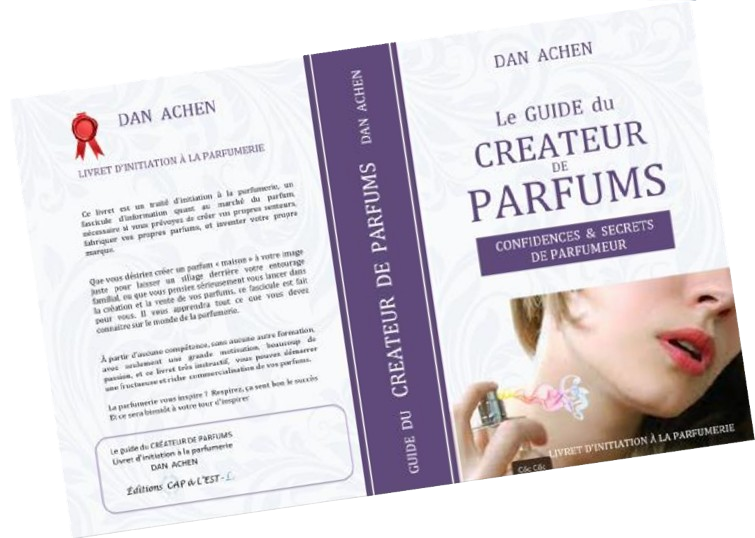 DAN ACHEN
LIVRET D'INITIATION À LA PARFUMERIE
Ce livret est un traité d'initiation à la parfumerie, un
fascicule d'information quant au marché du parfum,
nécessaire si vous prévoyez de créer vos propres senteurs,
fabriquer vos propres parfums, et inventer votre propre
marque.
Que vous désiriez créer un parfum « maison » à votre image
juste pour laisser un sillage derrière votre entourage
familial, ou que vous pensiez sérieusement vous lancer dans
la création et la vente de vos parfums, ce fascicule est fait
pour vous. Il vous apprendra tout ce que vous devez
connaître sur le monde de la parfumerie.
À partir d'aucune compétence, sans aucune autre formation,
avec seulement une grande motivation, beaucoup de
passion, et ce livret très instructif, vous pouvez démarrer
une fructueuse et riche commercialisation de vos parfums.
La parfumerie vous inspire ? Respirez, ça sent bon le succès
Et ce sera bientôt à votre tour d'inspirer
Le guide du CRÉATEUR DE PARFUMS
Livret d'initiation à la parfumerie
DAN ACHEN
Éditions CAP de L'EST - L
GUIDE DU CREATEUR DE PARFUMS DAN ACHEN
DAN ACHEN
Le GUIDE du
CREATEUR
DE
PARFUMS
CONFIDENCES & SECRETS
DE PARFUMEUR
LIVRET D'INITIATION À LA PARFUMERIE
Cốc Cốc